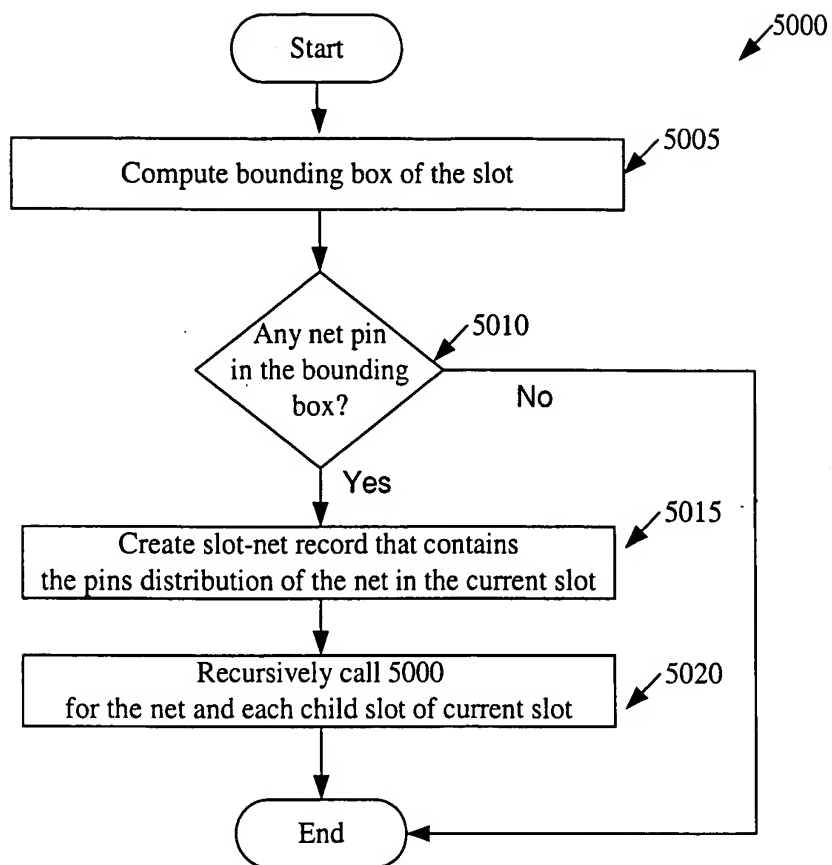 5000
Start
5005
Compute bounding box of the slot
5010
Any net pin
in the bounding
box?
No
Yes
5015
Create slot-net record that contains
the pins distribution of the net in the current slot
5020
Recursively call 5000
for the net and each child slot of current slot
End